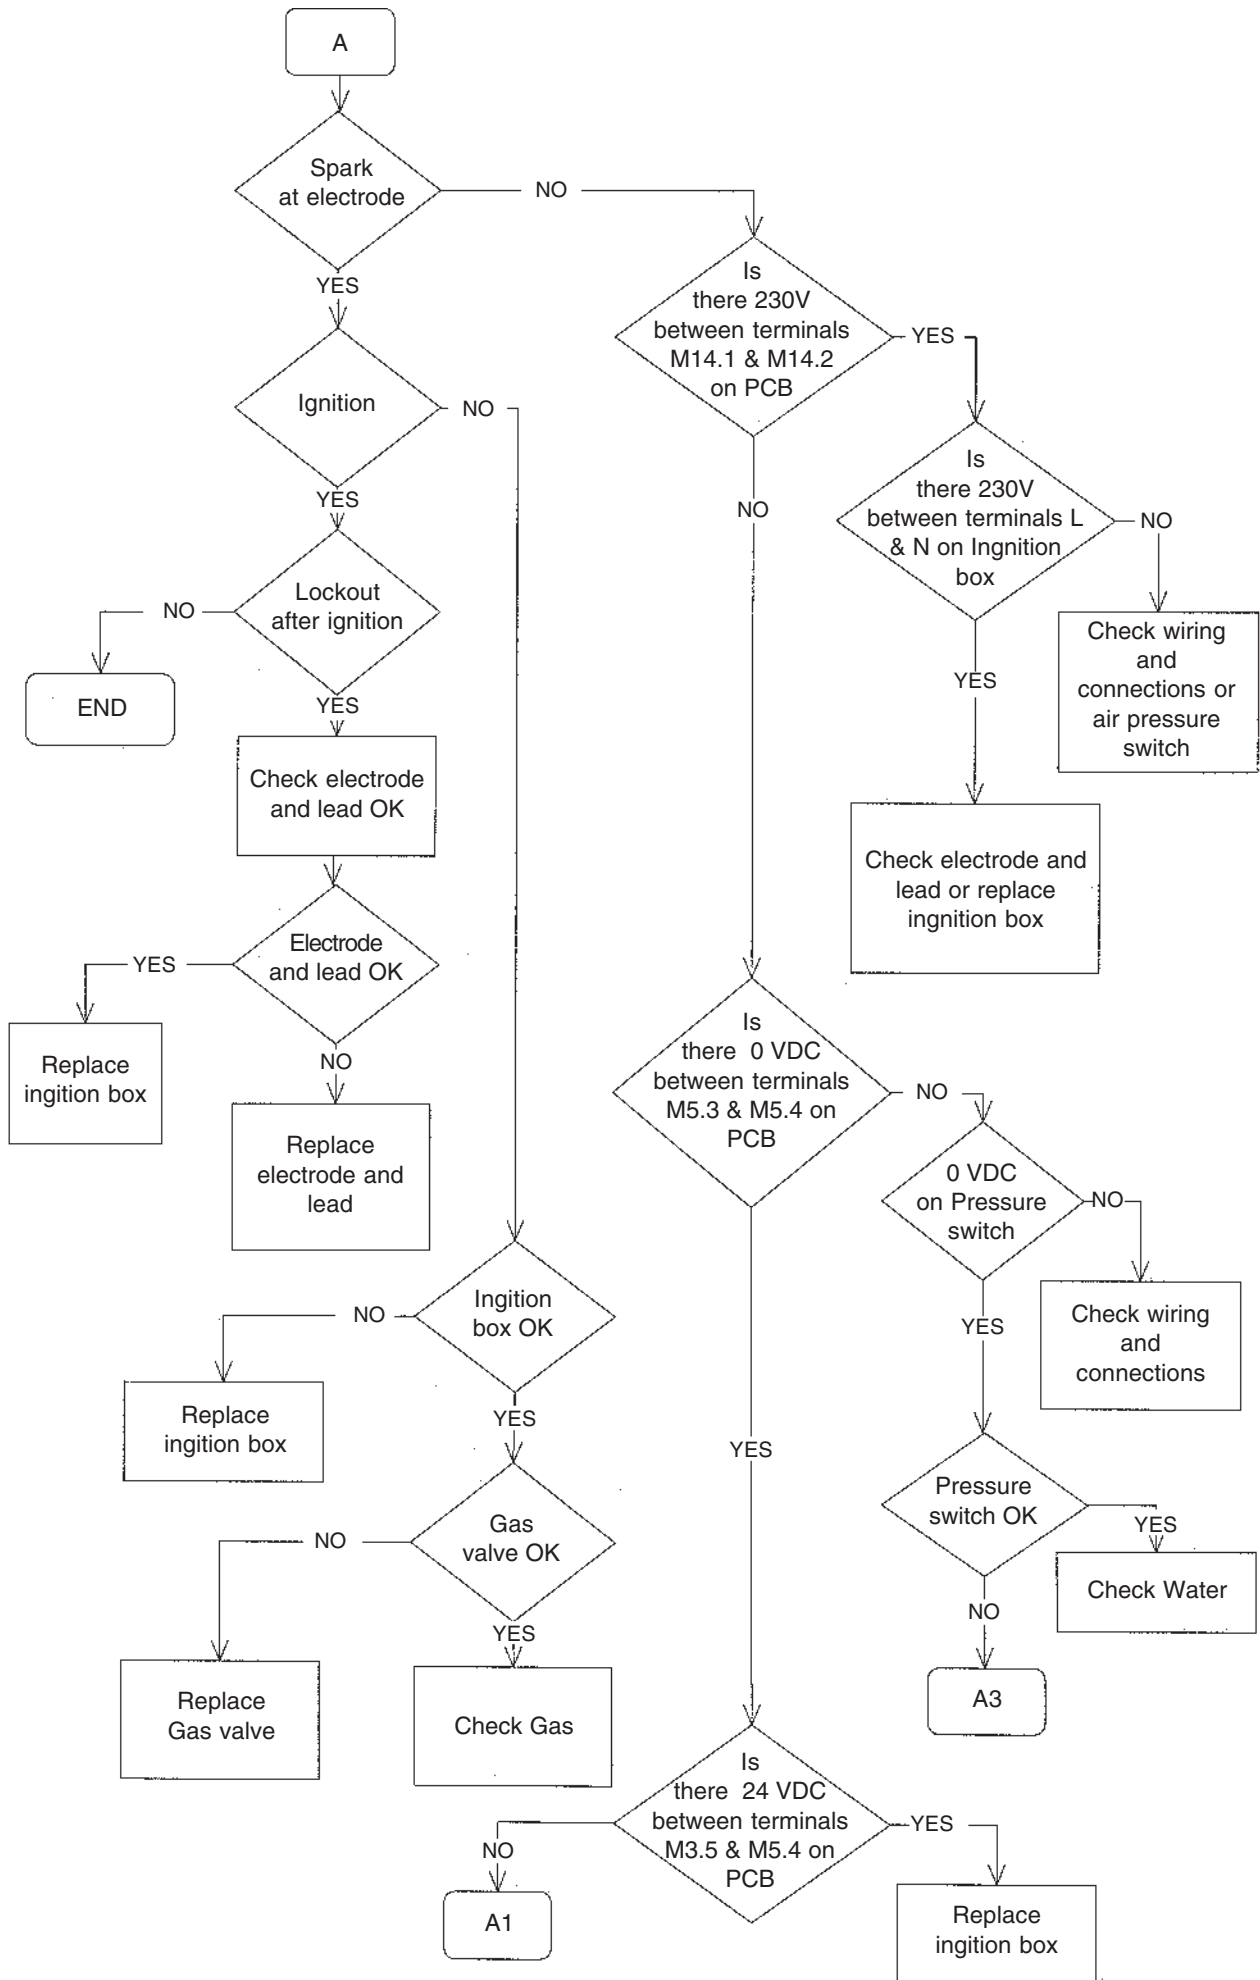 A
Spark
at electrode
NO
YES
Is
there 230V
between terminals
M14.1 & M14.2
on PCB
YES
Ignition
NO
YES
NO
Is
there 230V
between terminals L
& N on Ingnition
box
NO
YES
Lockout
after ignition
NO
YES
END
Check wiring
and
connections or
air pressure
switch
Check electrode
and lead OK
Check electrode and
lead or replace
ingnition box
Electrode
and lead OK
YES
NO
Replace
ingition box
Replace
electrode and
lead
Is
there 0 VDC
between terminals
M5.3 & M5.4 on
PCB
NO
YES
0 VDC
on Pressure
switch
NO
YES
Check wiring
and
connections
Ingition
box OK
NO
YES
Replace
ingition box
Gas
valve OK
NO
YES
Replace
Gas valve
Check Gas
Pressure
switch OK
YES
NO
Check Water
A3
Is
there 24 VDC
between terminals
M3.5 & M5.4 on
PCB
NO
YES
A1
Replace
ingition box